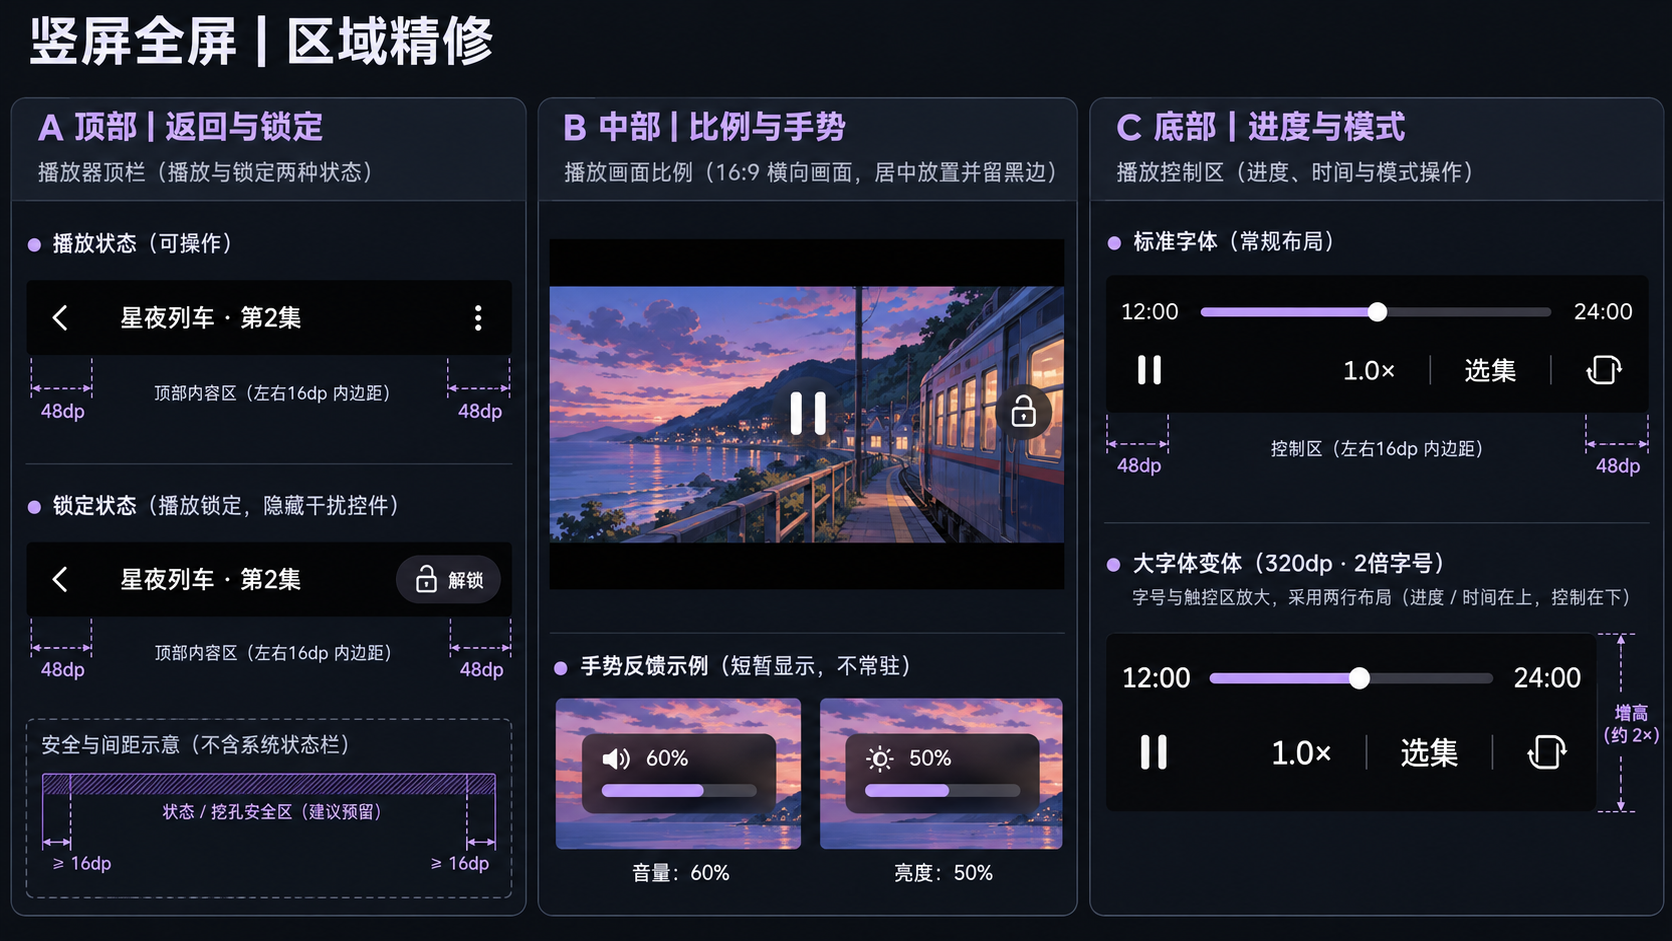 竖屏全屏 | 区域精修
A 顶部 | 返回与锁定
播放器顶栏（播放与锁定两种状态）
播放状态（可操作）
星夜列车 · 第2集
48dp
顶部内容区（左右16dp 内边距）
48dp
锁定状态（播放锁定，隐藏干扰控件）
星夜列车 · 第2集
解锁
48dp
顶部内容区（左右16dp 内边距）
48dp
安全与间距示意（不含系统状态栏）
状态 / 挖孔安全区（建议预留）
≥ 16dp
≥ 16dp
B 中部 | 比例与手势
播放画面比例（16:9 横向画面，居中放置并留黑边）
手势反馈示例（短暂显示，不常驻）
60%
50%
音量：60%
亮度：50%
C 底部 | 进度与模式
播放控制区（进度、时间与模式操作）
标准字体（常规布局）
12:00
24:00
1.0×
选集
48dp
控制区（左右16dp 内边距）
48dp
大字体变体（320dp · 2倍字号）
字号与触控区放大，采用两行布局（进度 / 时间在上，控制在下）
12:00
24:00
1.0×
选集
增高
（约 2×）